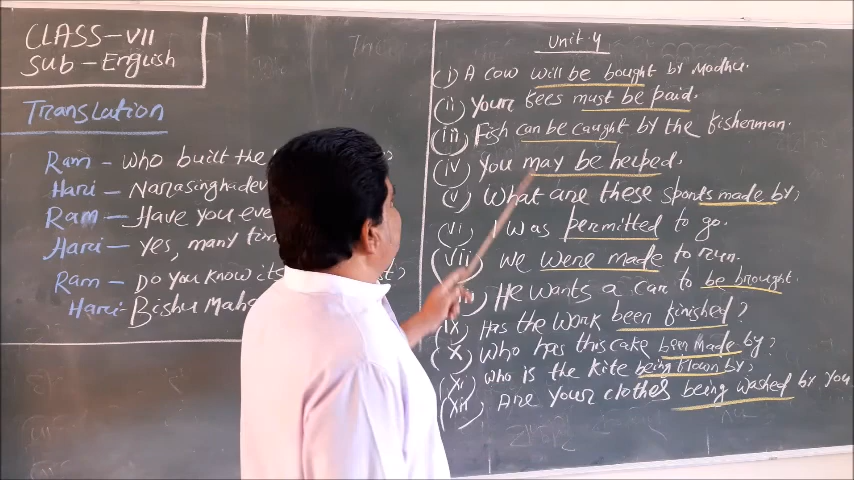 CLASS-VII
Sub-English
Translation
Ram - Who built the
Hari - Narasinghadev
Ram - Have you eve
Hari - Yes, many tim
Ram - Do you know its
Hari - Bishu Maha
Unit-4
(i) A cow will be bought by Madhu.
(ii) Your fees must be paid.
(iii) Fish can be caught by the fisherman.
(iv) You may be helped.
(v) What are these made by,
(vi) I was permitted to go.
(vii) We were made to run.
He wants a car to be brought.
ix Has the work been finished?
(x) Who has this cake been made by?
(xi) Who is the kite being blown by,
(xii) Are your clothes being washed by you